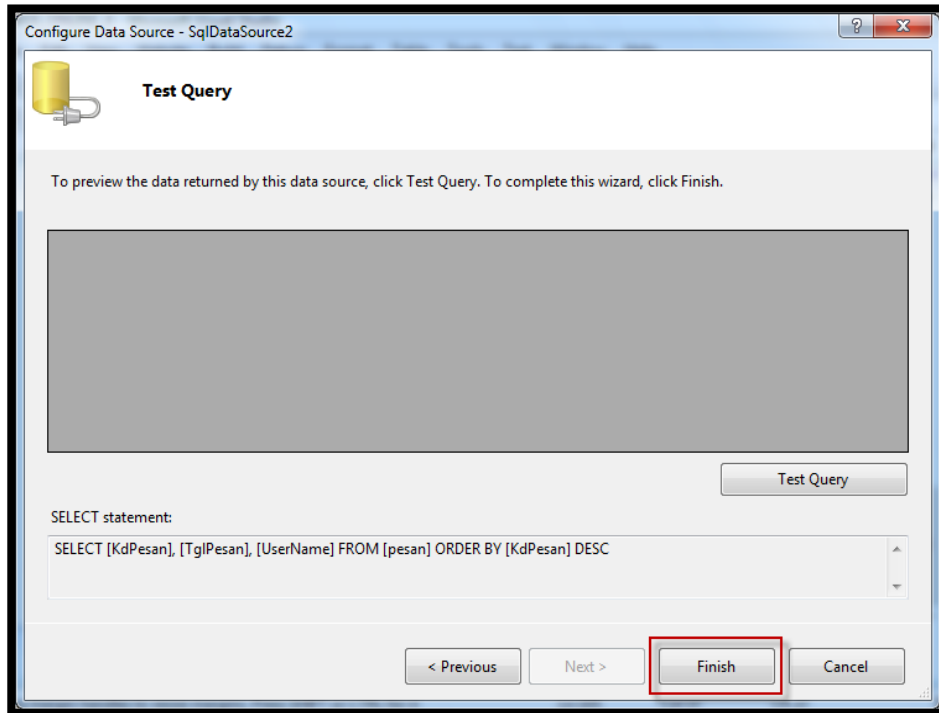 Configure Data Source - SqlDataSource2
Test Query
To preview the data returned by this data source, click Test Query. To complete this wizard, click Finish.
Test Query
SELECT statement:
SELECT [KdPesan], [TglPesan], [UserName] FROM [pesan] ORDER BY [KdPesan] DESC
< Previous
Next >
Finish
Cancel